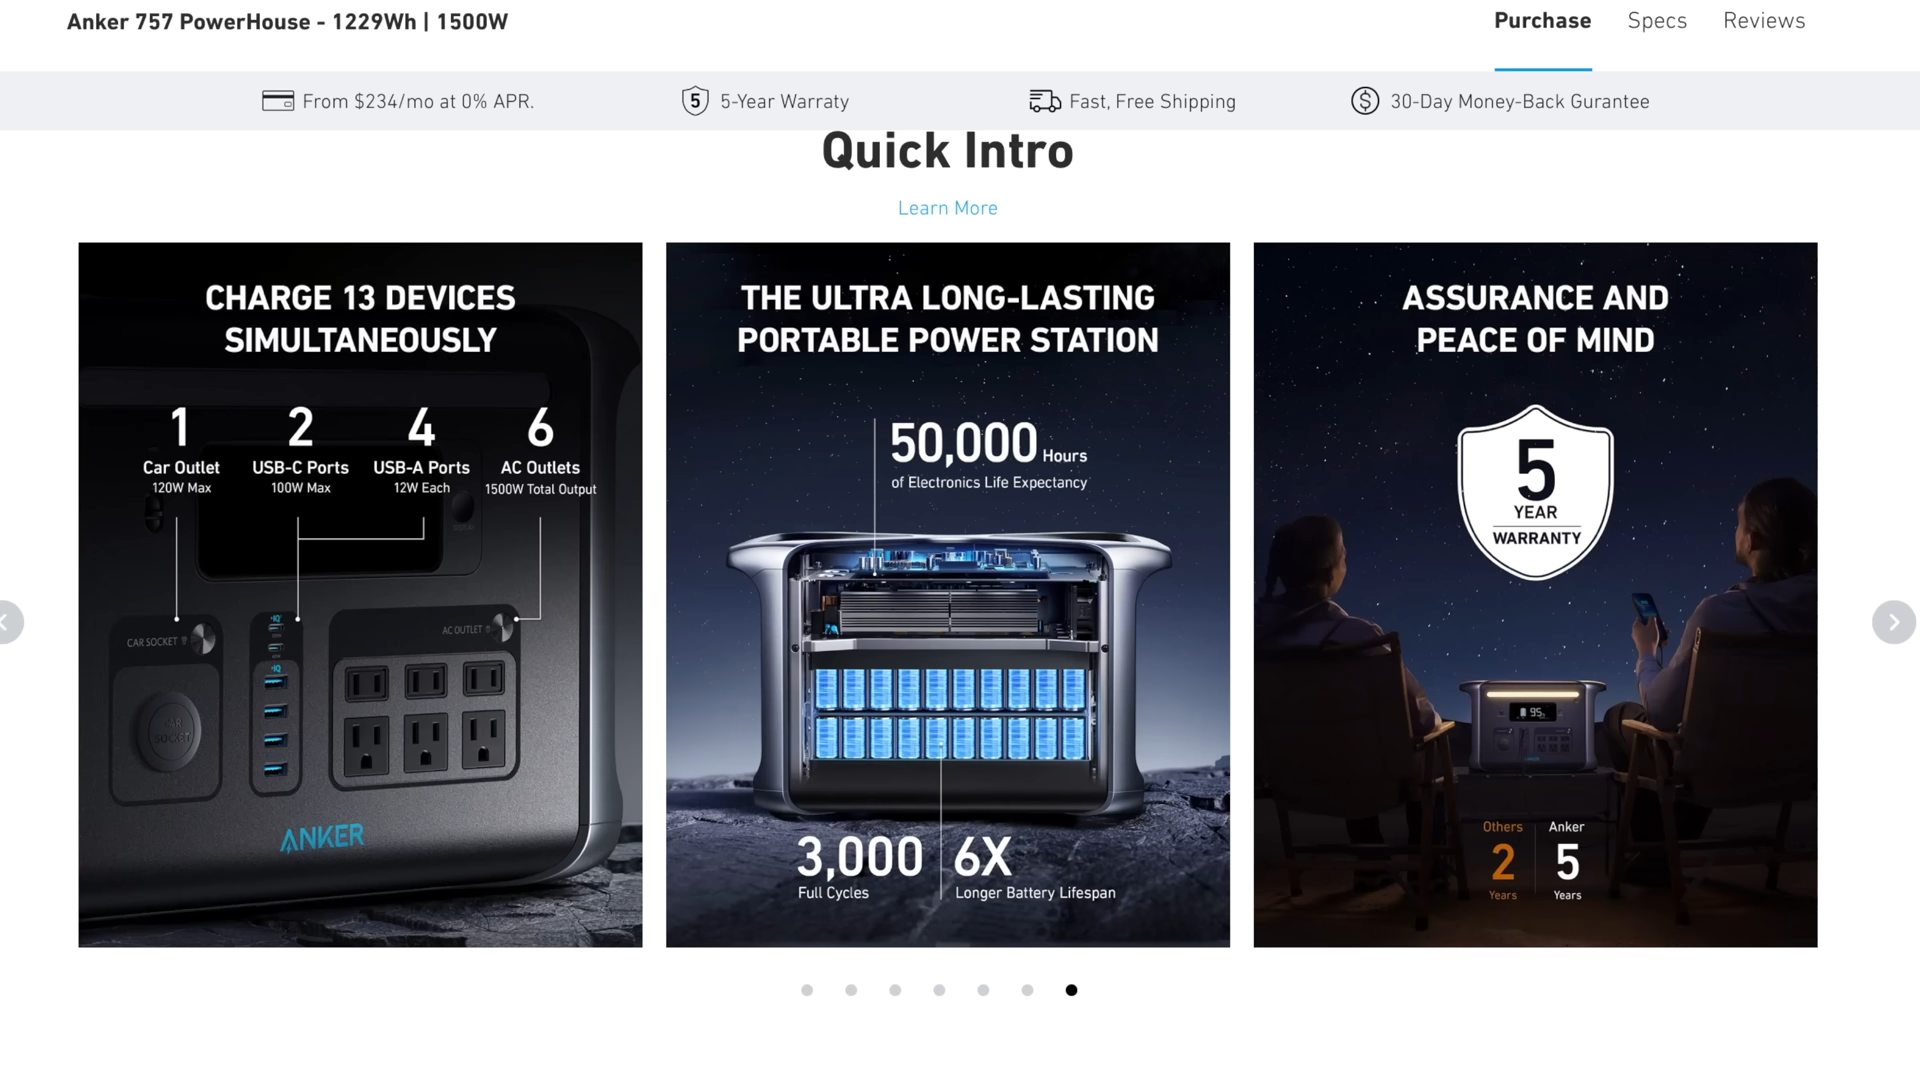 Anker 757 PowerHouse - 1229Wh | 1500W
Purchase
Specs
Reviews
From $234/mo at 0% APR.
5
5-Year Warraty
Fast, Free Shipping
$
30-Day Money-Back Gurantee
Quick Intro
Learn More
CHARGE 13 DEVICES
SIMULTANEOUSLY
1
Car Outlet
120W Max
2
USB-C Ports
100W Max
4
USB-A Ports
12W Each
6
AC Outlets
1500W Total Output
CAR SOCKET
IQ
IQ
AC OUTLET
CAR
SOCKET
ANKER
THE ULTRA LONG-LASTING
PORTABLE POWER STATION
50,000 Hours
of Electronics Life Expectancy
3,000
Full Cycles
6X
Longer Battery Lifespan
ASSURANCE AND
PEACE OF MIND
5
YEAR
WARRANTY
95%
Others
2
Years
Anker
5
Years